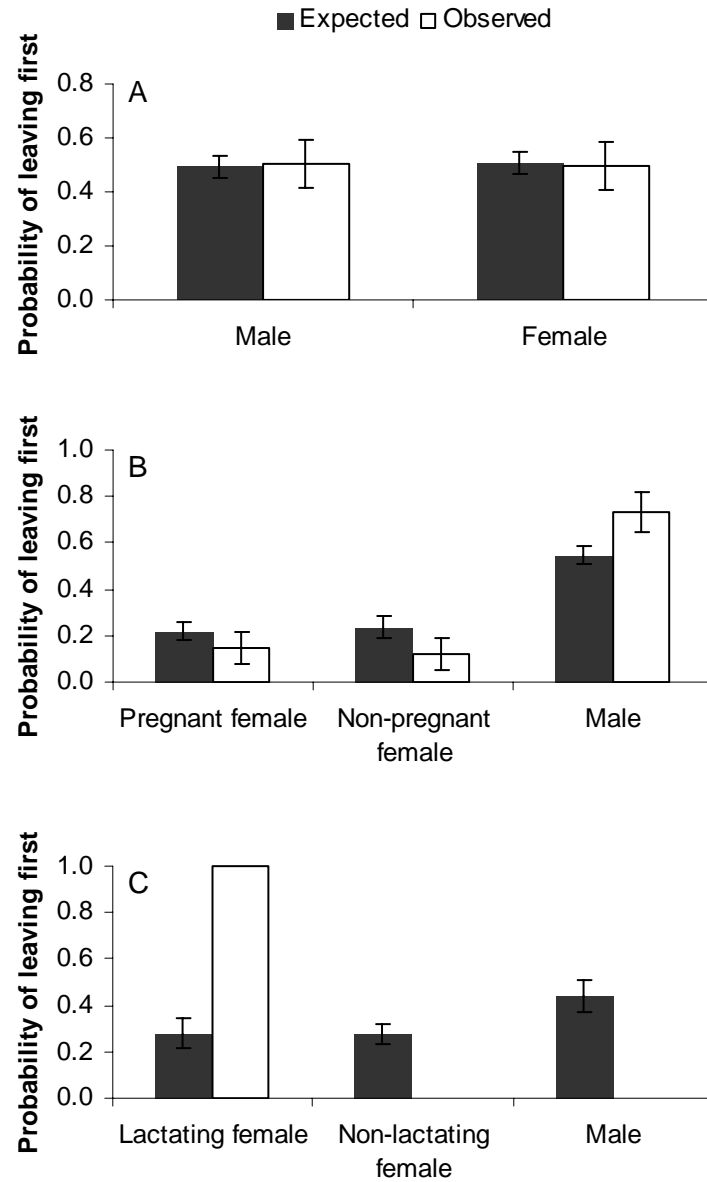 Expected Observed
A
Probability of leaving first
0.8
0.6
0.4
0.2
0.0
Male Female
B
Probability of leaving first
1.0
0.8
0.6
0.4
0.2
0.0
Pregnant female Non-pregnant Male
female
C
Probability of leaving first
1.0
0.8
0.6
0.4
0.2
0.0
Lactating female Non-lactating Male
female